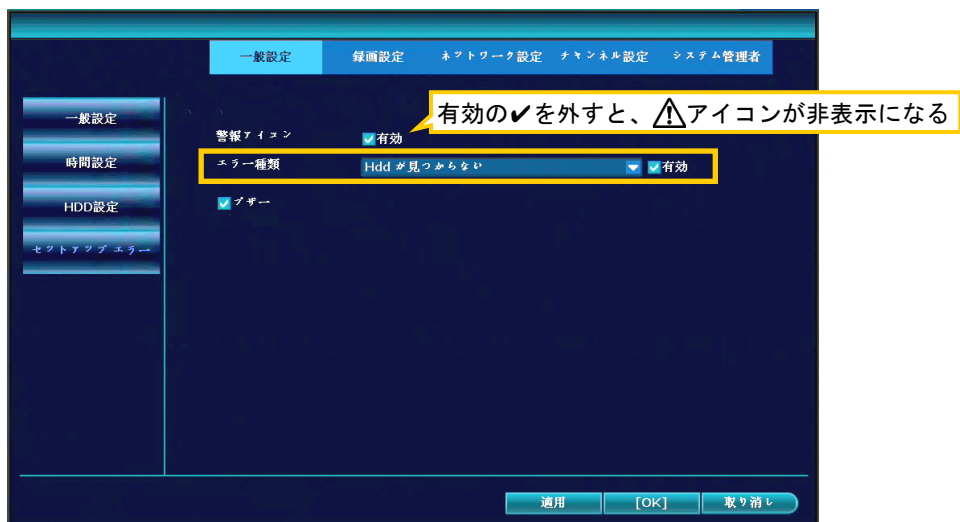 一般設定 録画設定 ネットワーク設定 チャンネル設定 システム管理者
有効の✔を外すと、⚠アイコンが非表示になる
一般設定
時間設定
HDD設定
セットアップ エラー
警報アイコン 有効
エラー種類 Hdd が見つからない 有効
ブザー
適用 [OK] 取り消し